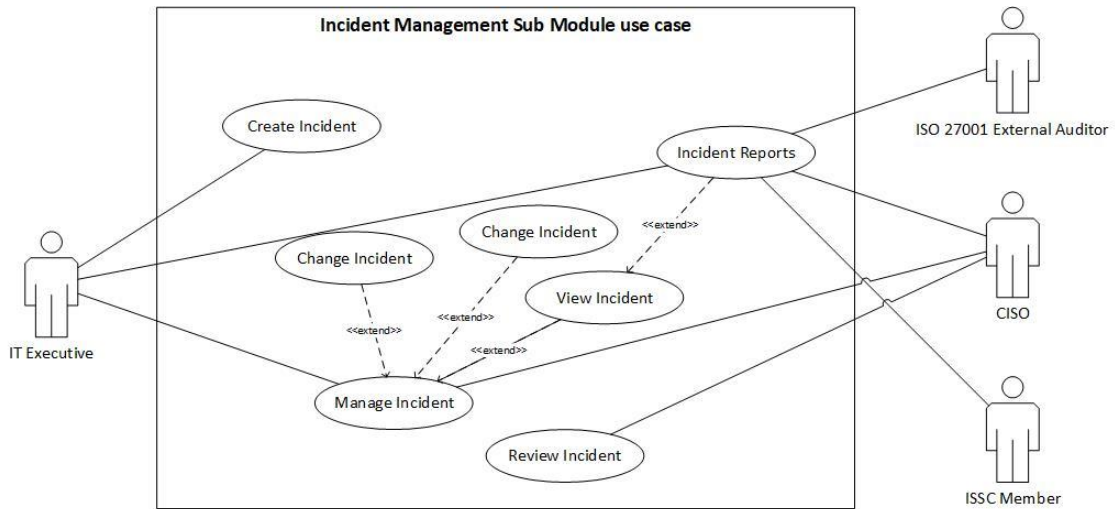 Incident Management Sub Module use case
ISO 27001 External Auditor
Create Incident
Incident Reports
Change Incident
<<extend>>
Change Incident
View Incident
<<extend>>
<<extend>>
<<extend>>
CISO
IT Executive
Manage Incident
Review Incident
ISSC Member